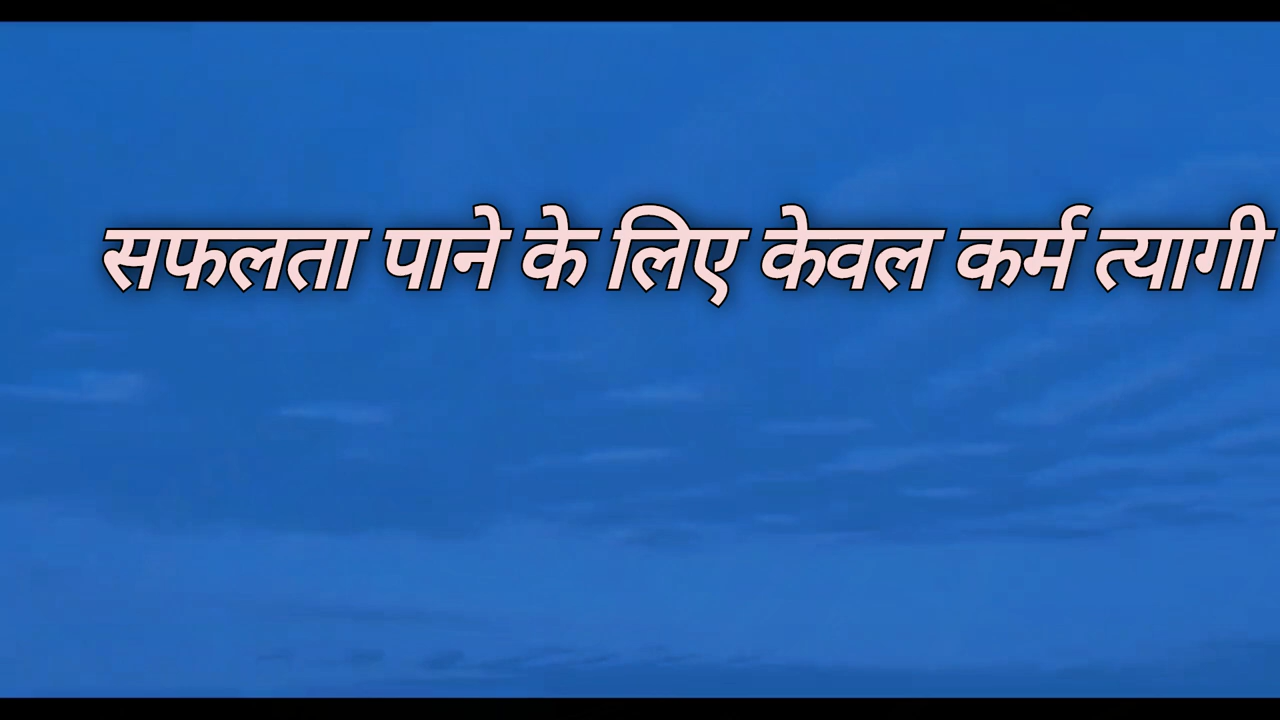 सफलता पाने के लिए केवल कर्म त्यागी